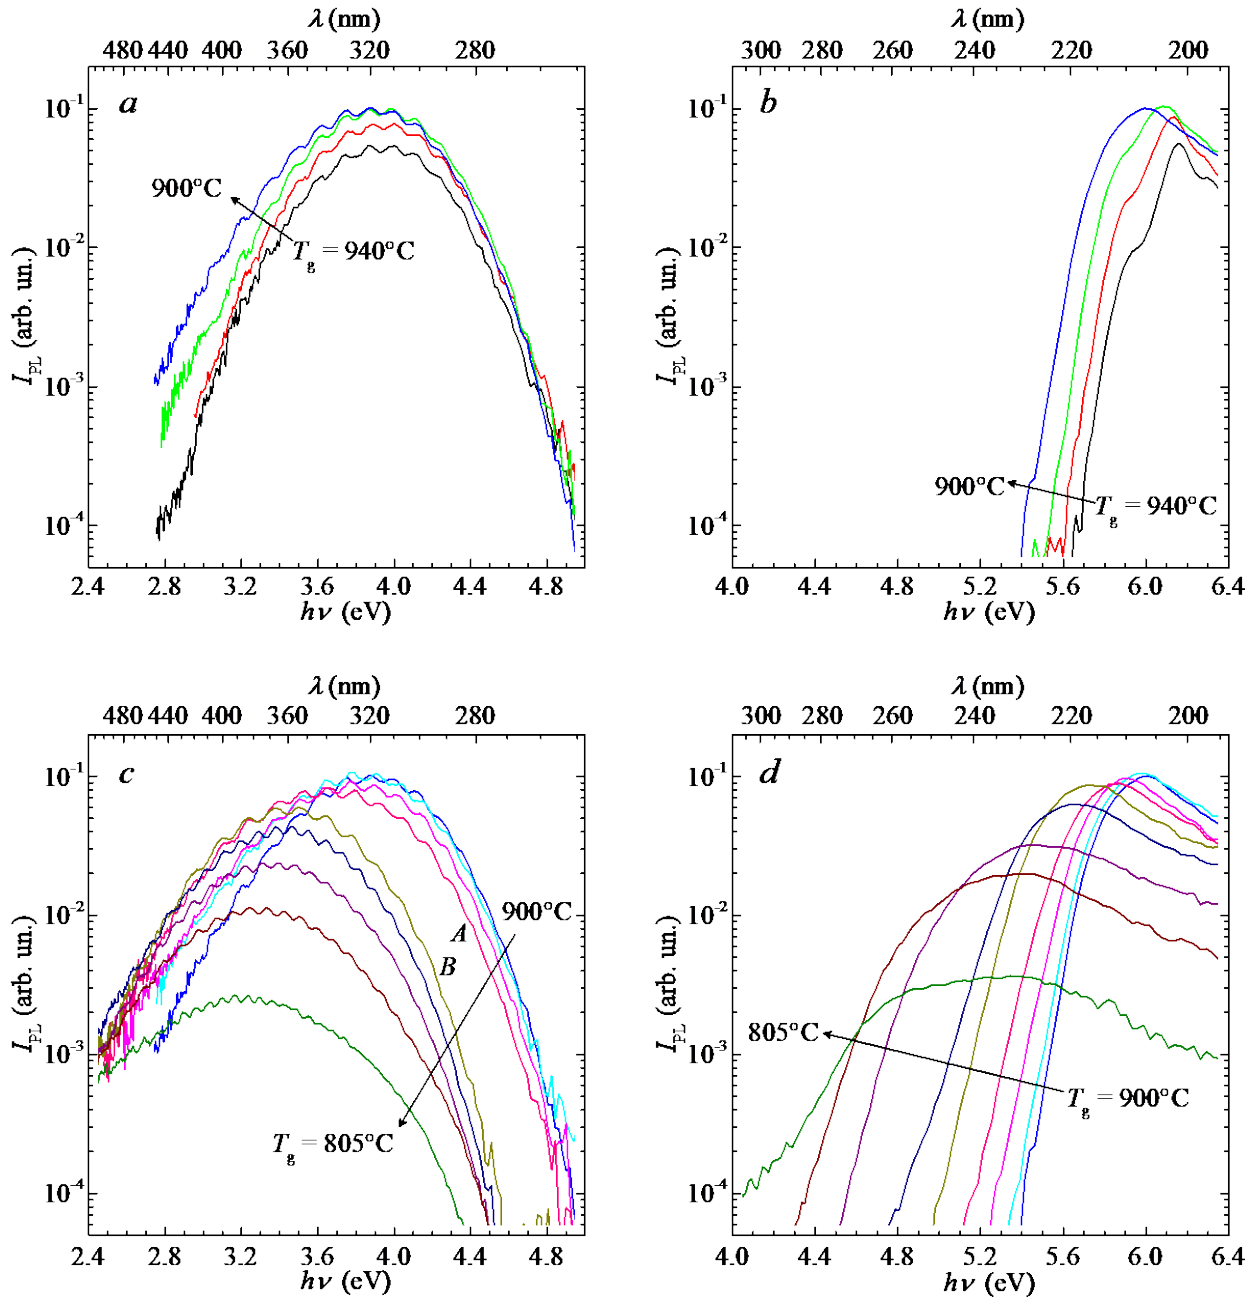 λ (nm)
480 440 400 360 320 280
a
10⁻¹
10⁻²
10⁻³
10⁻⁴
I_PL (arb. un.)
900°C
T_g = 940°C
2.4 2.8 3.2 3.6 4.0 4.4 4.8
hν (eV)
λ (nm)
300 280 260 240 220 200
b
10⁻¹
10⁻²
10⁻³
10⁻⁴
I_PL (arb. un.)
900°C
T_g = 940°C
4.0 4.4 4.8 5.2 5.6 6.0 6.4
hν (eV)
λ (nm)
480 440 400 360 320 280
c
10⁻¹
10⁻²
10⁻³
10⁻⁴
I_PL (arb. un.)
900°C
A
B
T_g = 805°C
2.4 2.8 3.2 3.6 4.0 4.4 4.8
hν (eV)
λ (nm)
300 280 260 240 220 200
d
10⁻¹
10⁻²
10⁻³
10⁻⁴
I_PL (arb. un.)
805°C
T_g = 900°C
4.0 4.4 4.8 5.2 5.6 6.0 6.4
hν (eV)